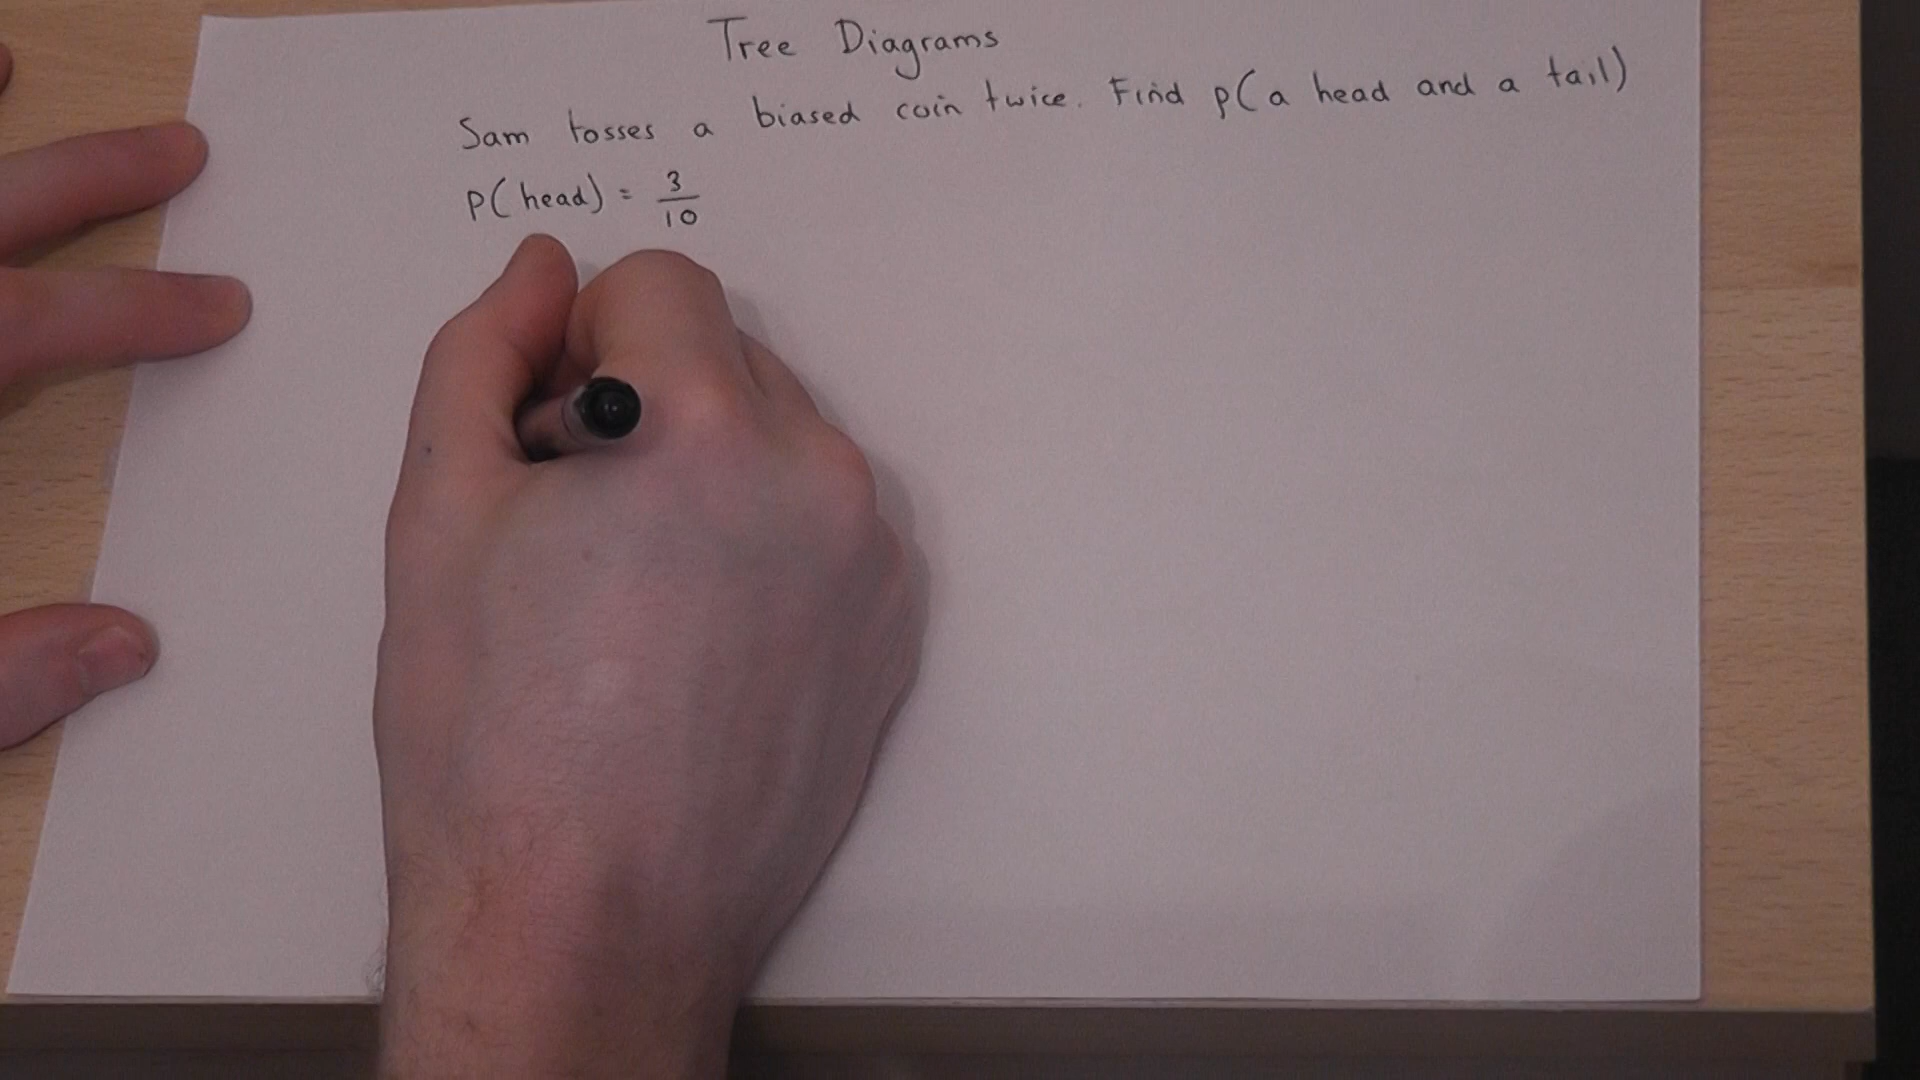 Tree Diagrams
Sam tosses a biased coin twice. Find p(a head and a tail)
P(head) = 3/10